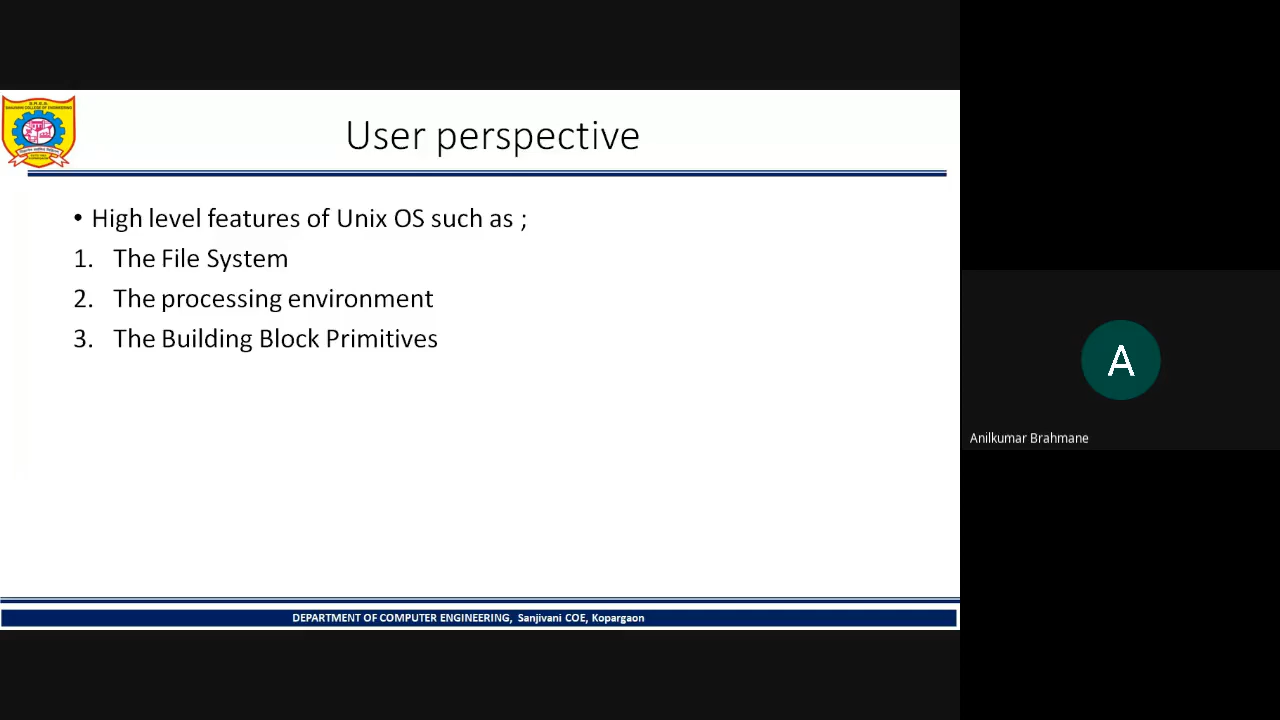 User perspective
• High level features of Unix OS such as ;
1. The File System
2. The processing environment
3. The Building Block Primitives
DEPARTMENT OF COMPUTER ENGINEERING, Sanjivani COE, Kopargaon
A
Anilkumar Brahmane